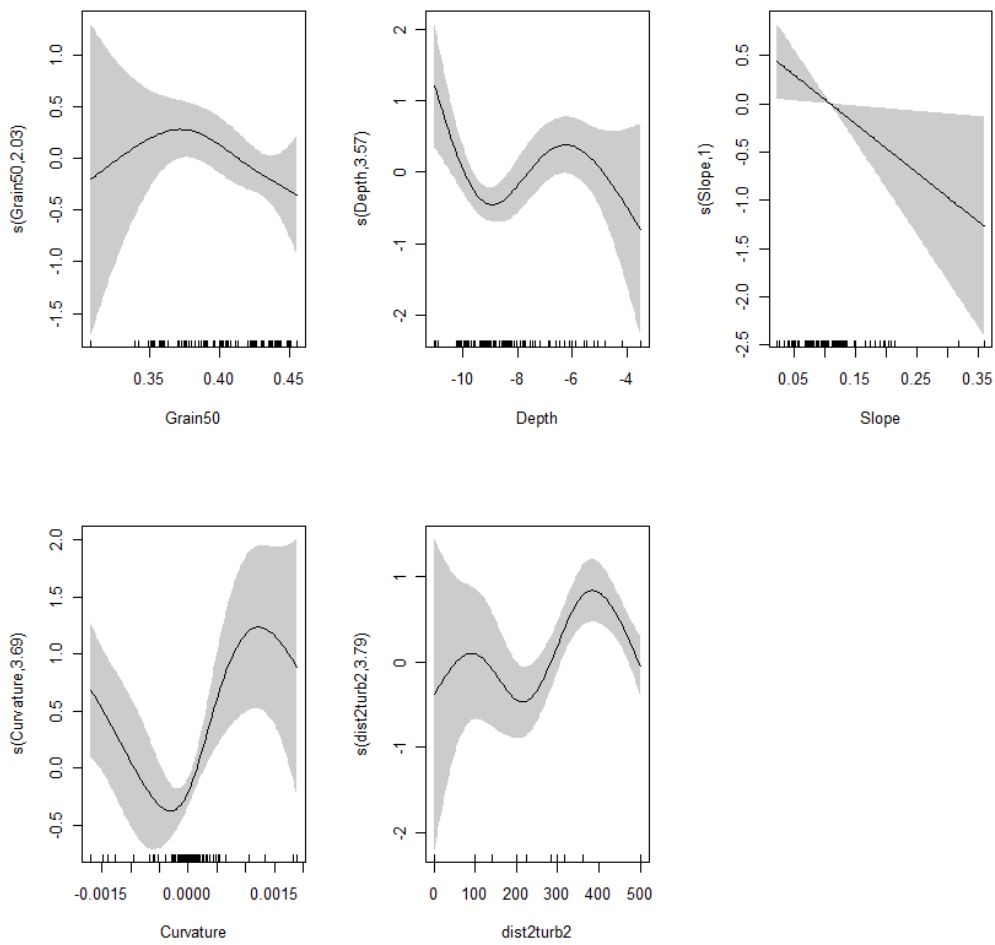 s(Grain50,2.03)
1.0
0.5
0.0
-0.5
-1.0
-1.5
0.35 0.40 0.45
Grain50
s(Depth,3.57)
2
1
0
-1
-2
-10 -8 -6 -4
Depth
s(Slope,1)
0.5
0.0
-0.5
-1.0
-1.5
-2.0
-2.5
0.05 0.15 0.25 0.35
Slope
s(Curvature,3.69)
2.0
1.5
1.0
0.5
0.0
-0.5
-0.0015 0.0000 0.0015
Curvature
s(dist2turb2,3.79)
1
0
-1
-2
0 100 200 300 400 500
dist2turb2